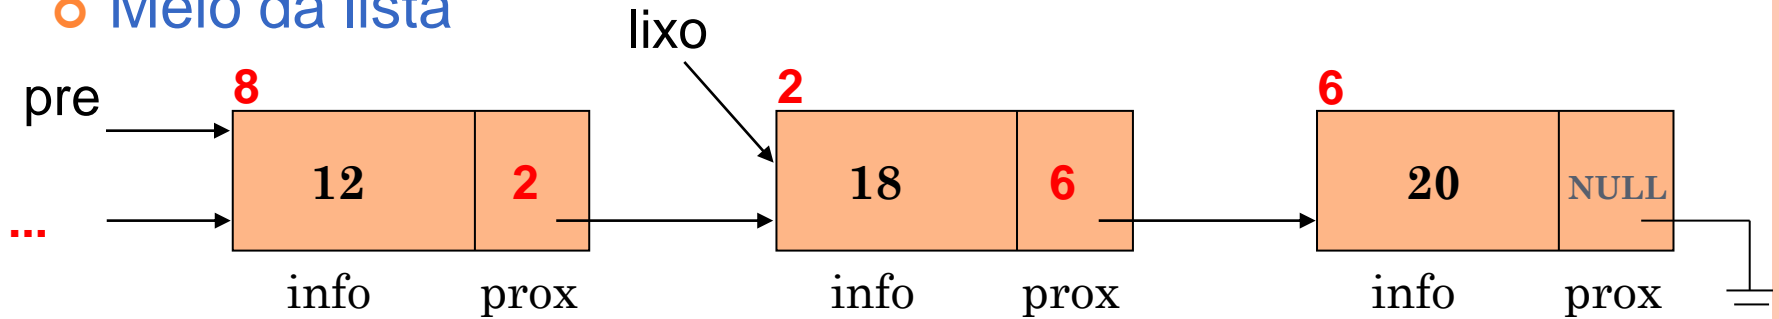 Meio da lista
lixo
pre
8 2 6
12 2 18 6 20 NULL
...
info prox info prox info prox